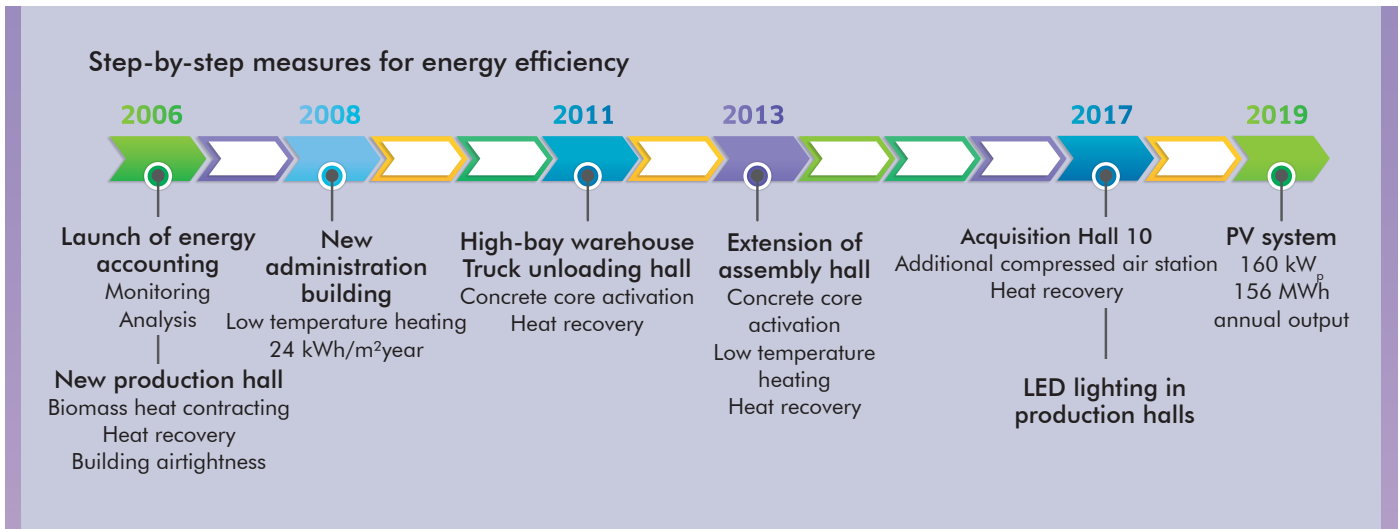 Step-by-step measures for energy efficiency
2006
Launch of energy
accounting
Monitoring
Analysis
New production hall
Biomass heat contracting
Heat recovery
Building airtightness
2008
New
administration
building
Low temperature heating
24 kWh/m²year
2011
High-bay warehouse
Truck unloading hall
Concrete core activation
Heat recovery
2013
Extension of
assembly hall
Concrete core
activation
Low temperature
heating
Heat recovery
2017
Acquisition Hall 10
Additional compressed air station
Heat recovery
LED lighting in
production halls
2019
PV system
160 kWp
156 MWh
annual output